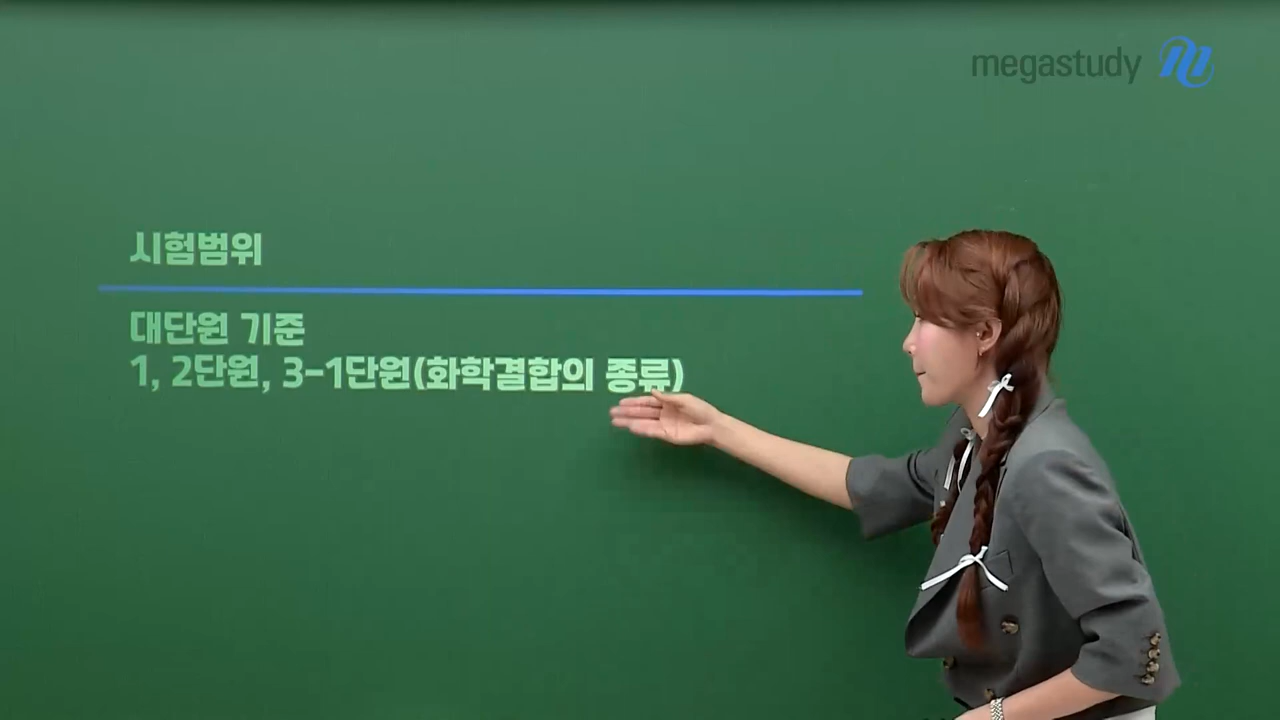 megastudy
시험범위
대단원 기준
1, 2단원, 3-1단원(화학결합의 종류)